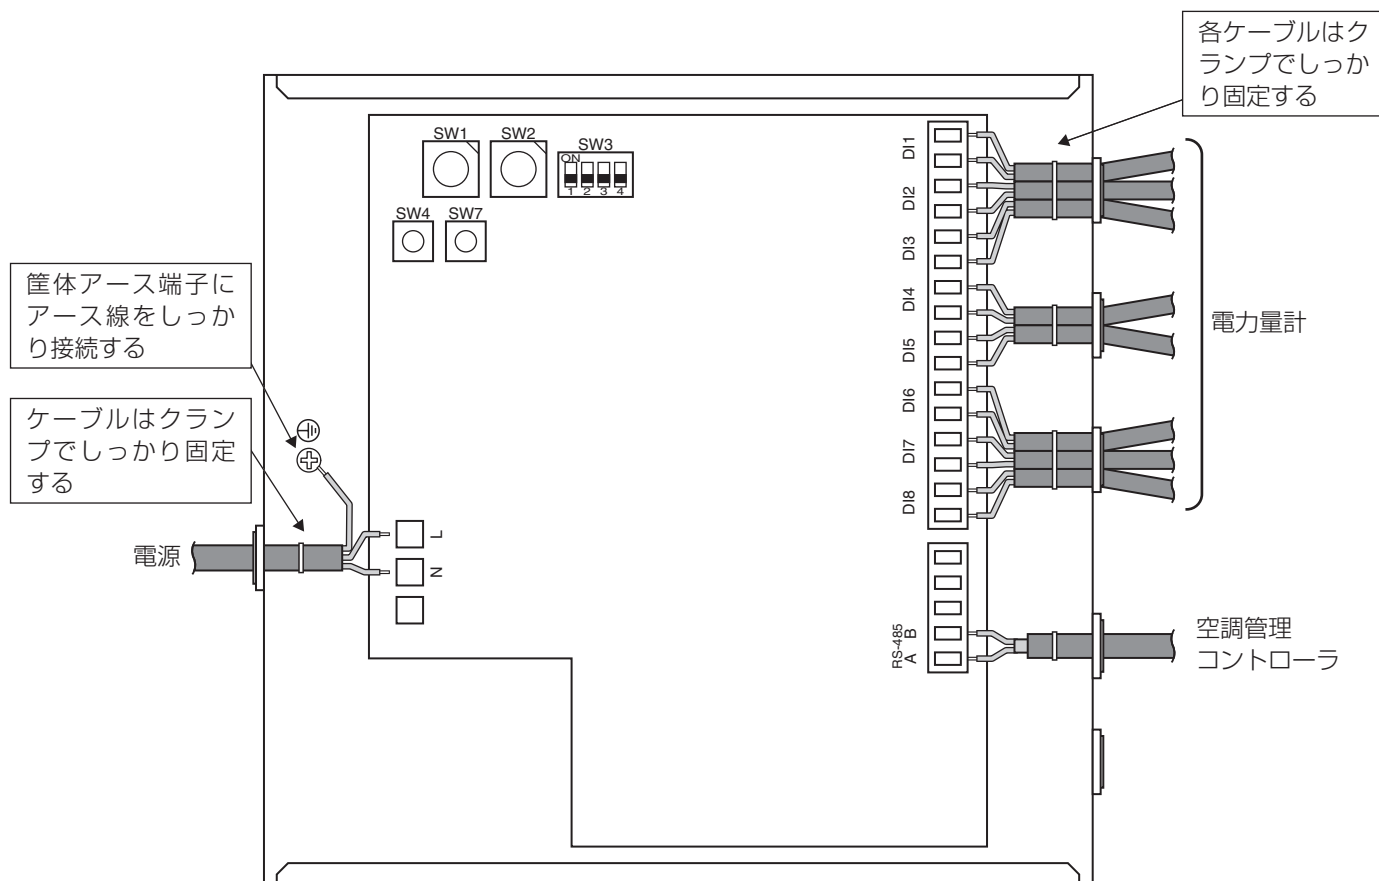 各ケーブルはク
ランプでしっか
り固定する
SW1
SW2
SW3
ON
1 2 3 4
SW4
SW7
DI1
DI2
DI3
DI4
DI5
DI6
DI7
DI8
電力量計
筐体アース端子に
アース線をしっか
り接続する
ケーブルはクラン
プでしっかり固定
する
電源
L
N
RS-485
A B
空調管理
コントローラ